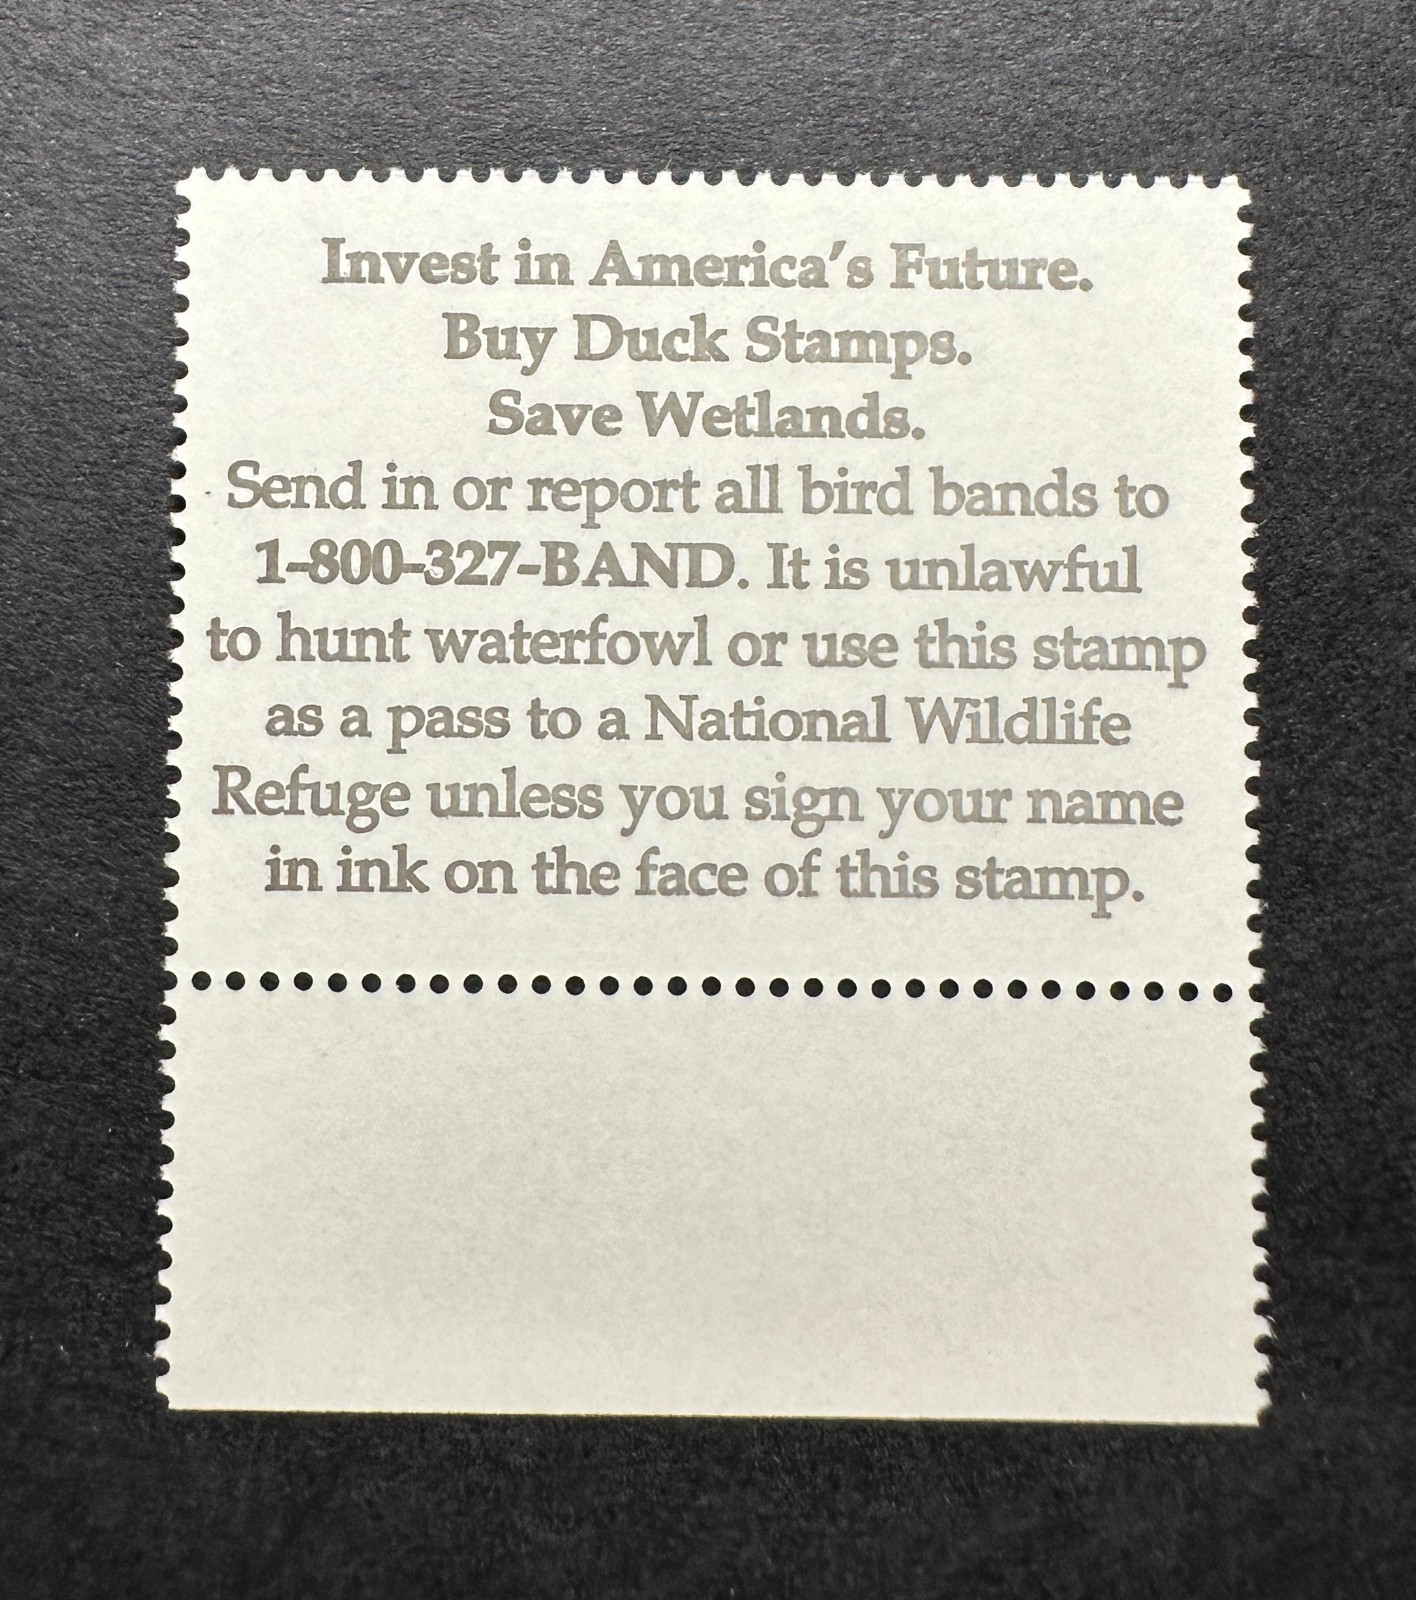 Invest in America's Future.
Buy Duck Stamps.
Save Wetlands.
Send in or report all bird bands to
1-800-327-BAND. It is unlawful
to hunt waterfowl or use this stamp
as a pass to a National Wildlife
Refuge unless you sign your name
in ink on the face of this stamp.